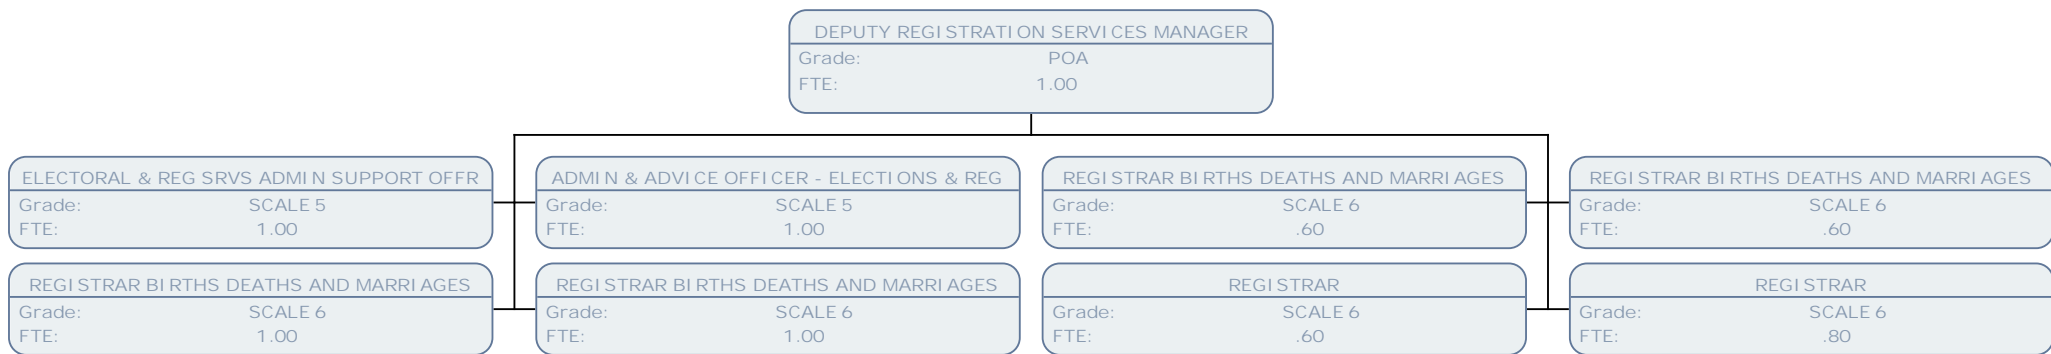 DEPUTY REGISTRATION SERVICES MANAGER
Grade: POA
FTE: 1.00
ELECTORAL & REG SRVS ADMIN SUPPORT OFFR
Grade: SCALE 5
FTE: 1.00
ADMIN & ADVICE OFFICER - ELECTIONS & REG
Grade: SCALE 5
FTE: 1.00
REGISTRAR BIRTHS DEATHS AND MARRIAGES
Grade: SCALE 6
FTE: .60
REGISTRAR BIRTHS DEATHS AND MARRIAGES
Grade: SCALE 6
FTE: .60
REGISTRAR BIRTHS DEATHS AND MARRIAGES
Grade: SCALE 6
FTE: 1.00
REGISTRAR BIRTHS DEATHS AND MARRIAGES
Grade: SCALE 6
FTE: 1.00
REGISTRAR
Grade: SCALE 6
FTE: .60
REGISTRAR
Grade: SCALE 6
FTE: .80